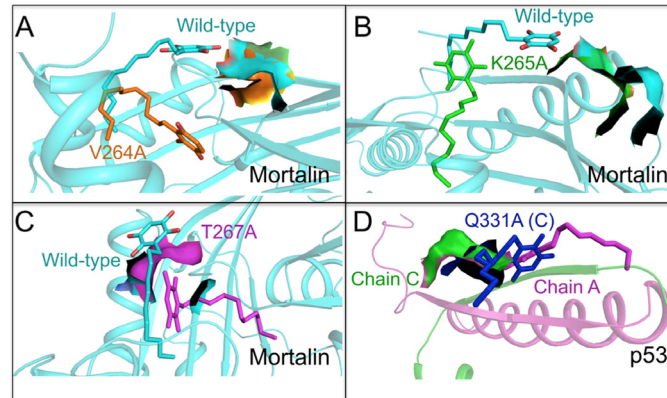 A
Wild-type
V264A
Mortalin
B
Wild-type
K265A
Mortalin
C
Wild-type
T267A
Mortalin
D
Q331A (C)
Chain C
Chain A
p53